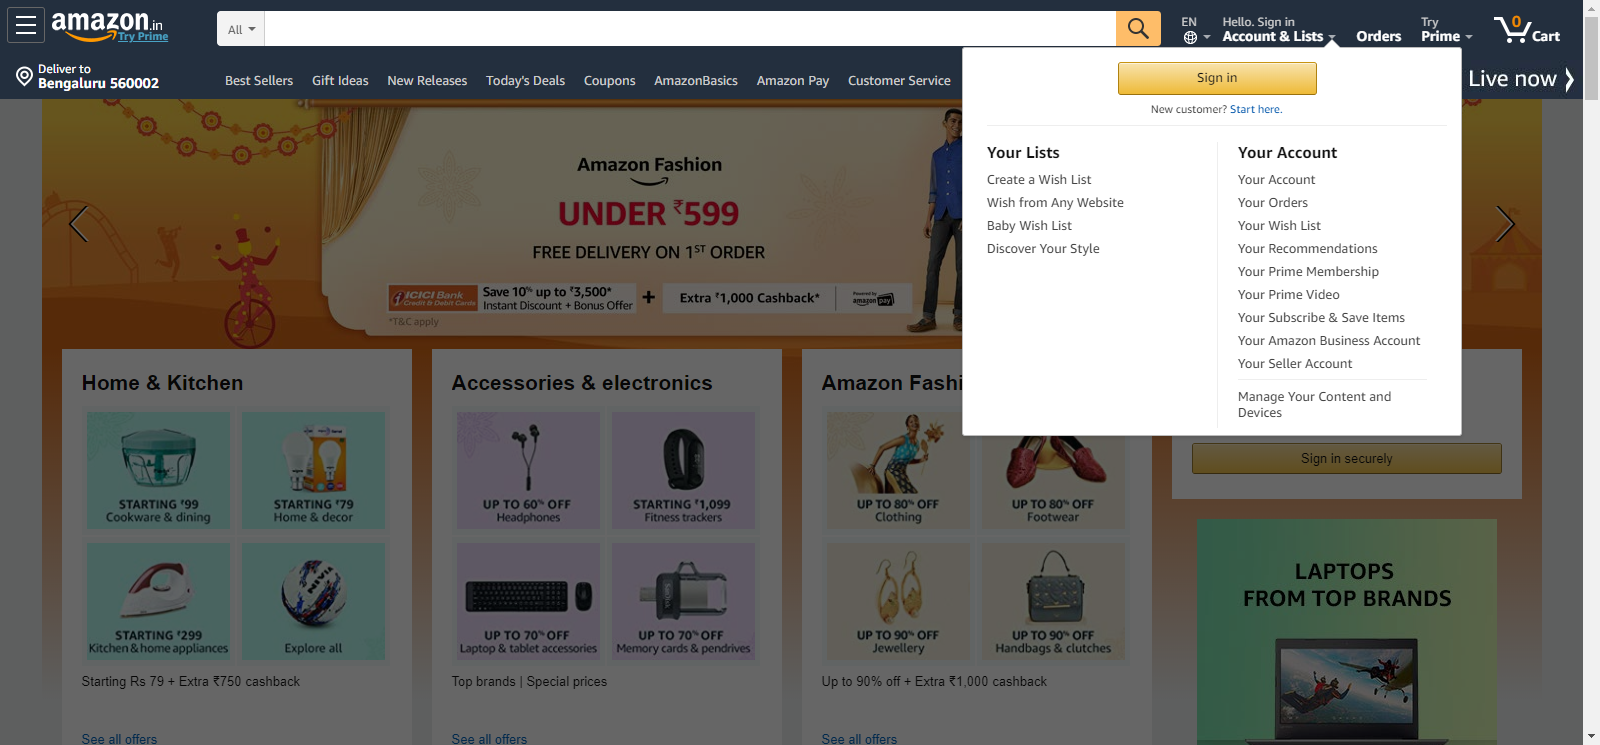 amazon.in
Try Prime
All
EN
Hello. Sign in
Account & Lists
Orders
Try
Prime
0
Cart
Deliver to
Bengaluru 560002
Best Sellers
Gift Ideas
New Releases
Today's Deals
Coupons
AmazonBasics
Amazon Pay
Customer Service
Live now
Sign in
New customer? Start here.
Your Lists
Create a Wish List
Wish from Any Website
Baby Wish List
Discover Your Style
Your Account
Your Account
Your Orders
Your Wish List
Your Recommendations
Your Prime Membership
Your Prime Video
Your Subscribe & Save Items
Your Amazon Business Account
Your Seller Account
Manage Your Content and
Devices
Amazon Fashion
UNDER ₹599
FREE DELIVERY ON 1ST ORDER
ICICI Bank
Credit & Debit Cards
Save 10% up to ₹3,500*
Instant Discount + Bonus Offer
+
Extra ₹1,000 Cashback*
Powered by
amazon pay
*T&C apply
Home & Kitchen
STARTING ₹99
Cookware & dining
STARTING ₹79
Home & decor
STARTING ₹299
Kitchen & home appliances
NIVIA
Explore all
Starting Rs 79 + Extra ₹750 cashback
See all offers
Accessories & electronics
UP TO 60% OFF
Headphones
STARTING ₹1,099
Fitness trackers
UP TO 70% OFF
Laptop & tablet accessories
UP TO 70% OFF
Memory cards & pendrives
Top brands | Special prices
See all offers
Amazon Fashi
UP TO 80% OFF
Clothing
UP TO 80% OFF
Footwear
UP TO 90% OFF
Jewellery
UP TO 90% OFF
Handbags & clutches
Up to 90% off + Extra ₹1,000 cashback
See all offers
Sign in securely
LAPTOPS
FROM TOP BRANDS